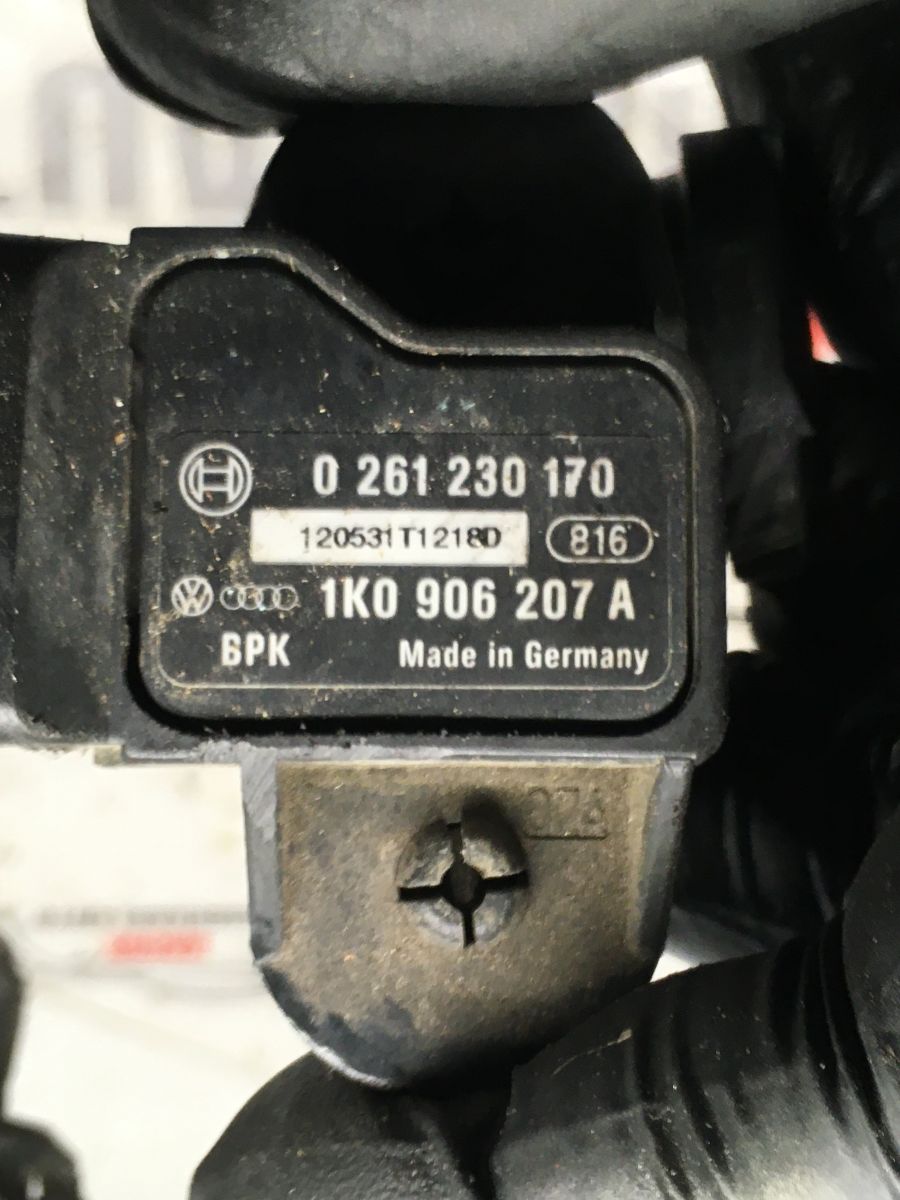 0 261 230 170
120531T1218D 816
1K0 906 207 A
BPK Made in Germany